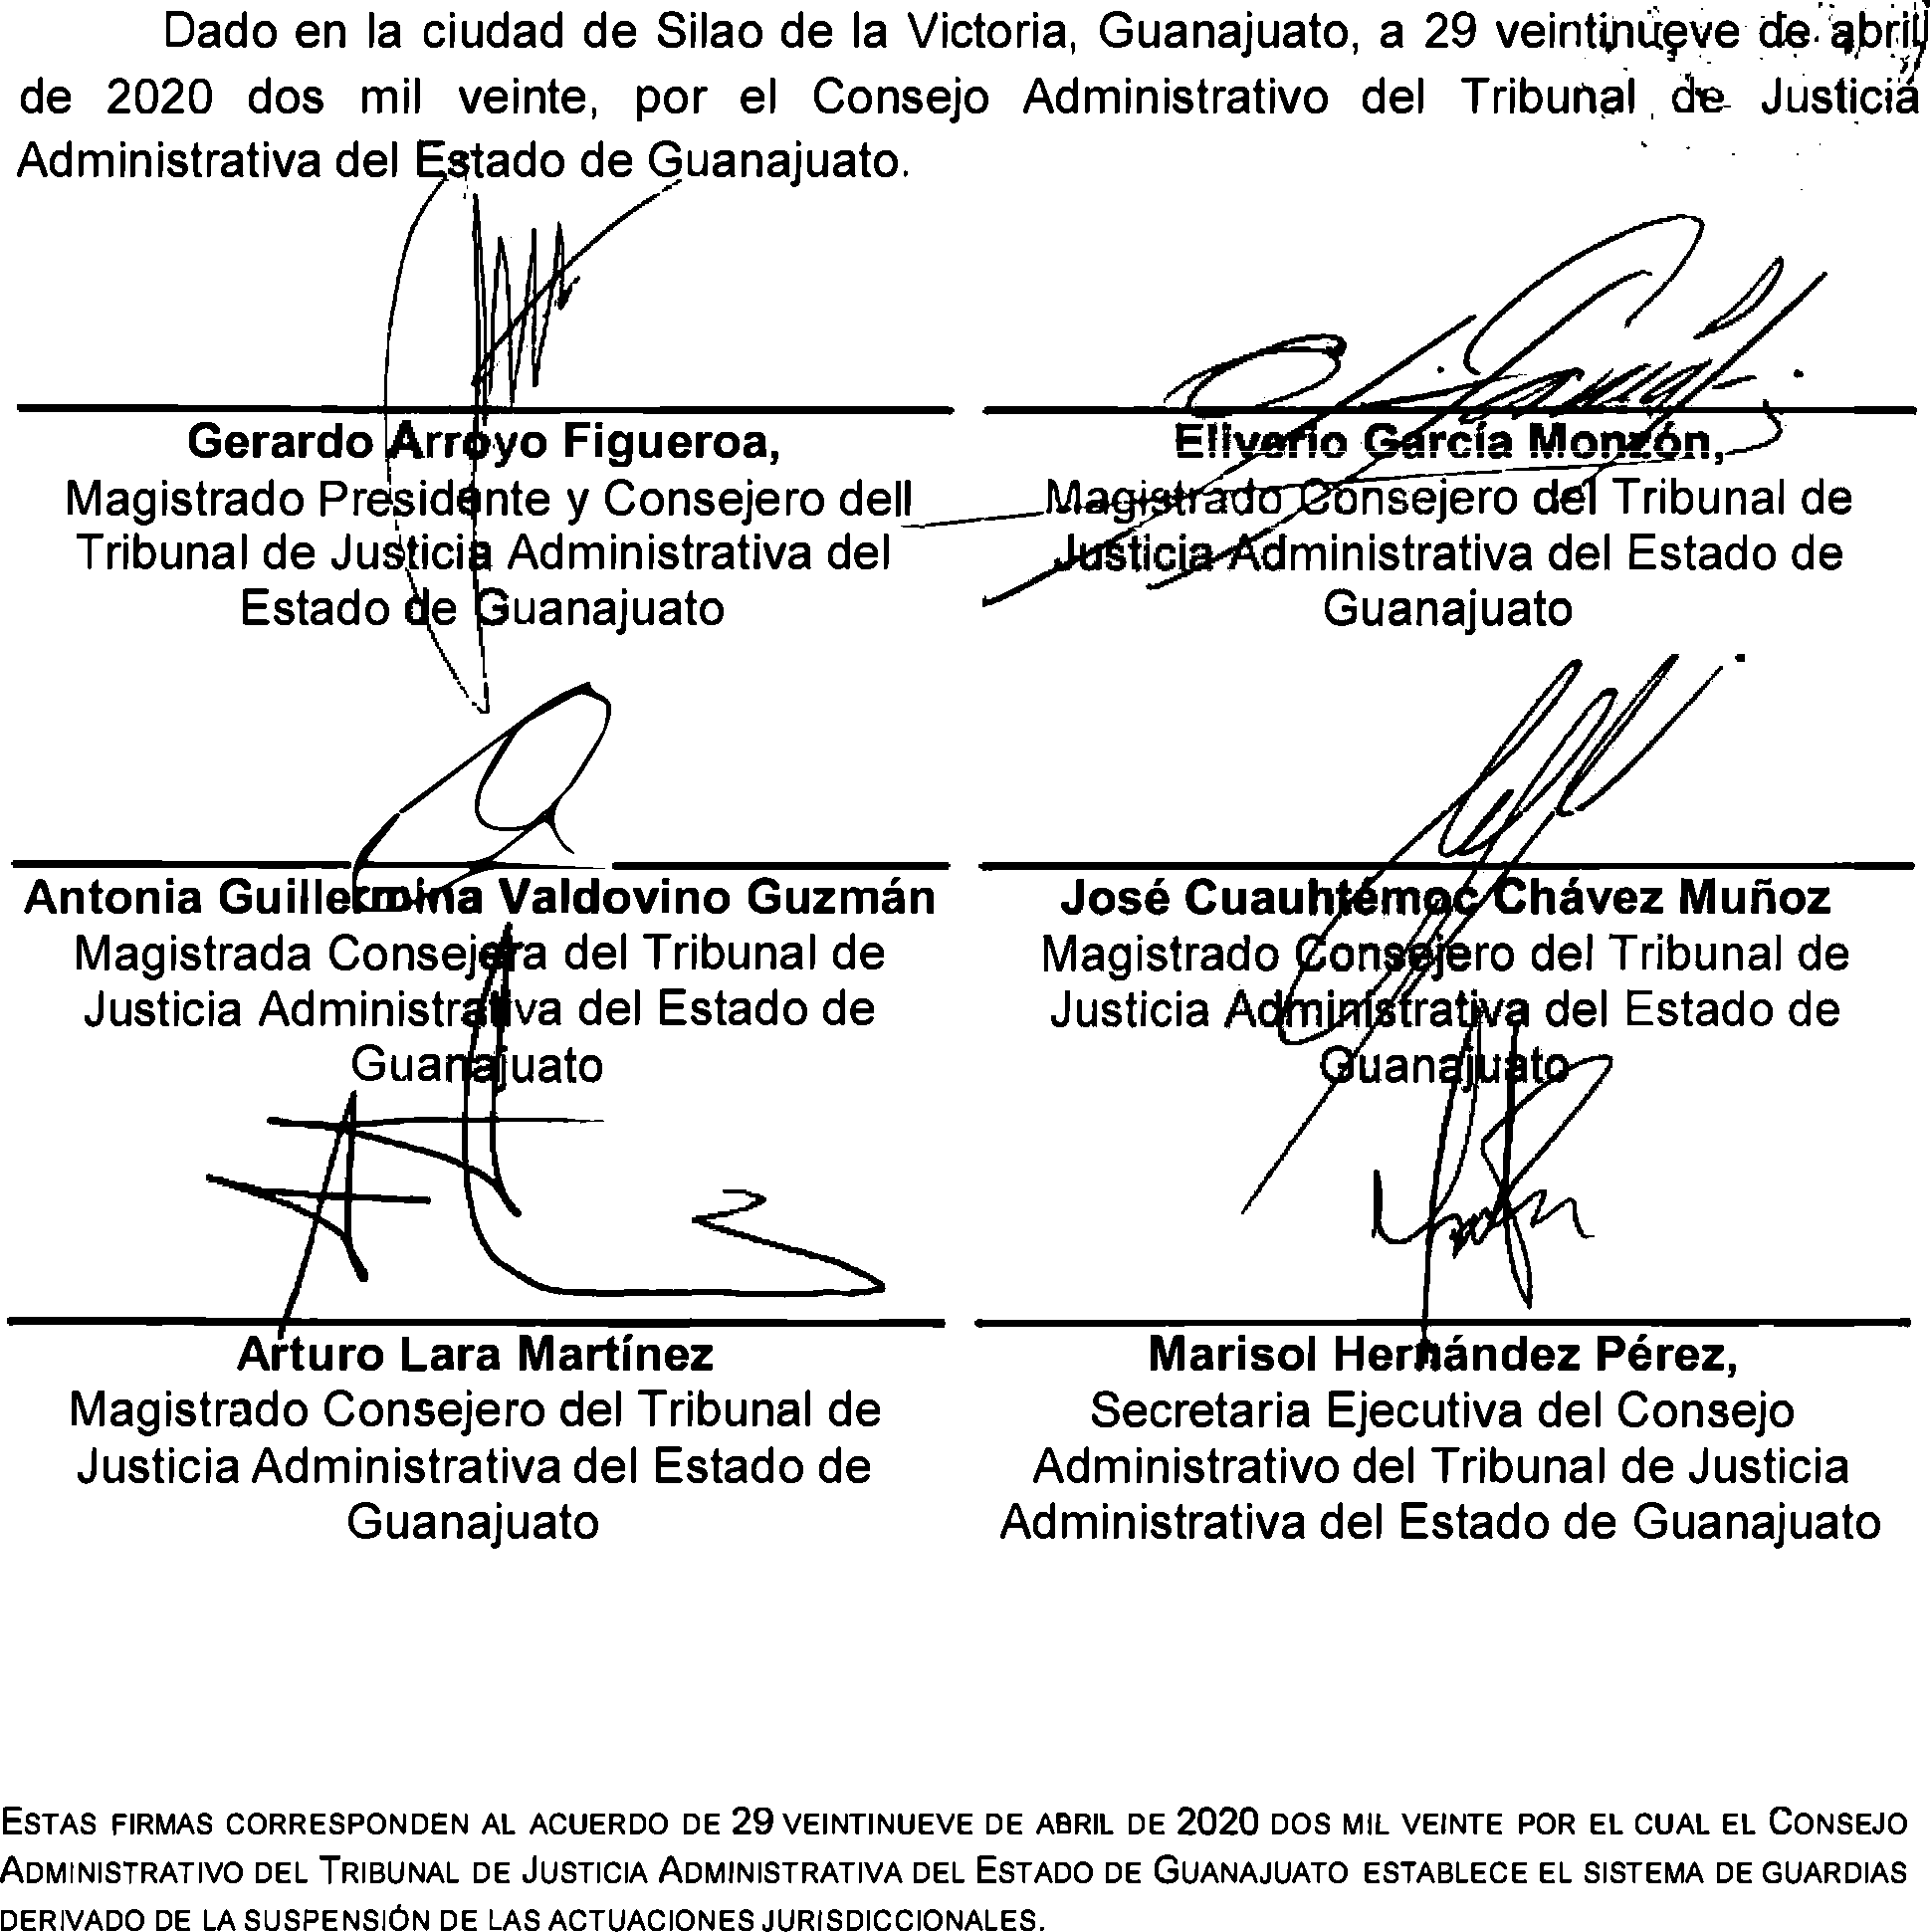 Dado en la ciudad de Silao de la Victoria, Guanajuato, a 29 veintinueve de abril
de 2020 dos mil veinte, por el Consejo Administrativo del Tribunal de Justicia
Administrativa del Estado de Guanajuato.
Gerardo Arroyo Figueroa,
Magistrado Presidente y Consejero dell
Tribunal de Justicia Administrativa del
Estado de Guanajuato
Eliverio García Monzón,
Magistrado Consejero del Tribunal de
Justicia Administrativa del Estado de
Guanajuato
Antonia Guillermina Valdovino Guzmán
Magistrada Consejera del Tribunal de
Justicia Administrativa del Estado de
Guanajuato
José Cuauhtémoc Chávez Muñoz
Magistrado Consejero del Tribunal de
Justicia Administrativa del Estado de
Guanajuato
Arturo Lara Martínez
Magistrado Consejero del Tribunal de
Justicia Administrativa del Estado de
Guanajuato
Marisol Hernández Pérez,
Secretaria Ejecutiva del Consejo
Administrativo del Tribunal de Justicia
Administrativa del Estado de Guanajuato
ESTAS FIRMAS CORRESPONDEN AL ACUERDO DE 29 VEINTINUEVE DE ABRIL DE 2020 DOS MIL VEINTE POR EL CUAL EL CONSEJO
ADMINISTRATIVO DEL TRIBUNAL DE JUSTICIA ADMINISTRATIVA DEL ESTADO DE GUANAJUATO ESTABLECE EL SISTEMA DE GUARDIAS
DERIVADO DE LA SUSPENSIÓN DE LAS ACTUACIONES JURISDICCIONALES.